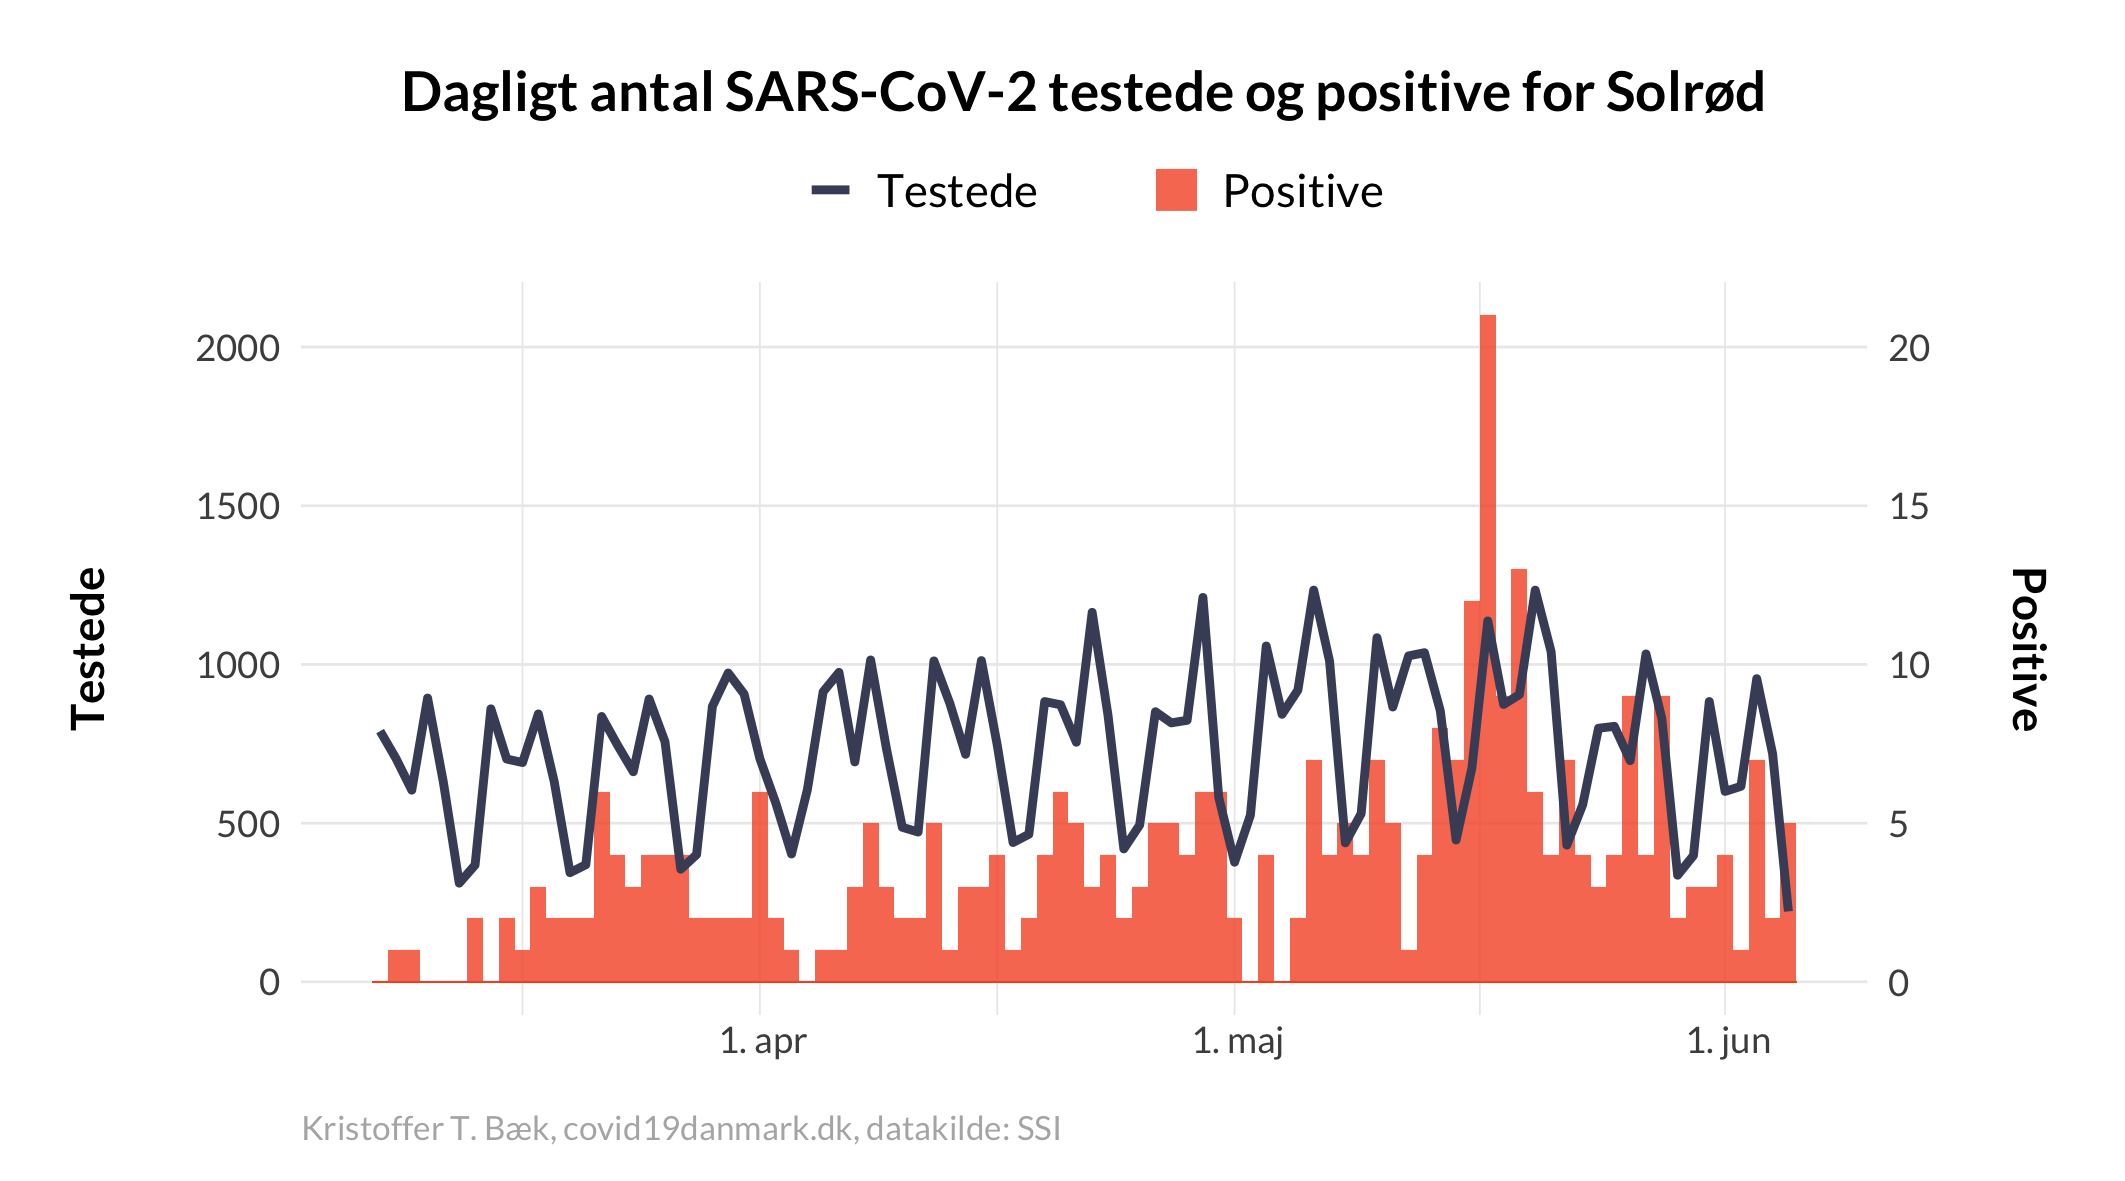 Dagligt antal SARS-CoV-2 testede og positive for Solrød
Testede
Positive
2000
1500
1000
500
0
20
15
10
5
0
Testede
Positive
1. apr
1. maj
1. jun
Kristoffer T. Bæk, covid19danmark.dk, datakilde: SSI